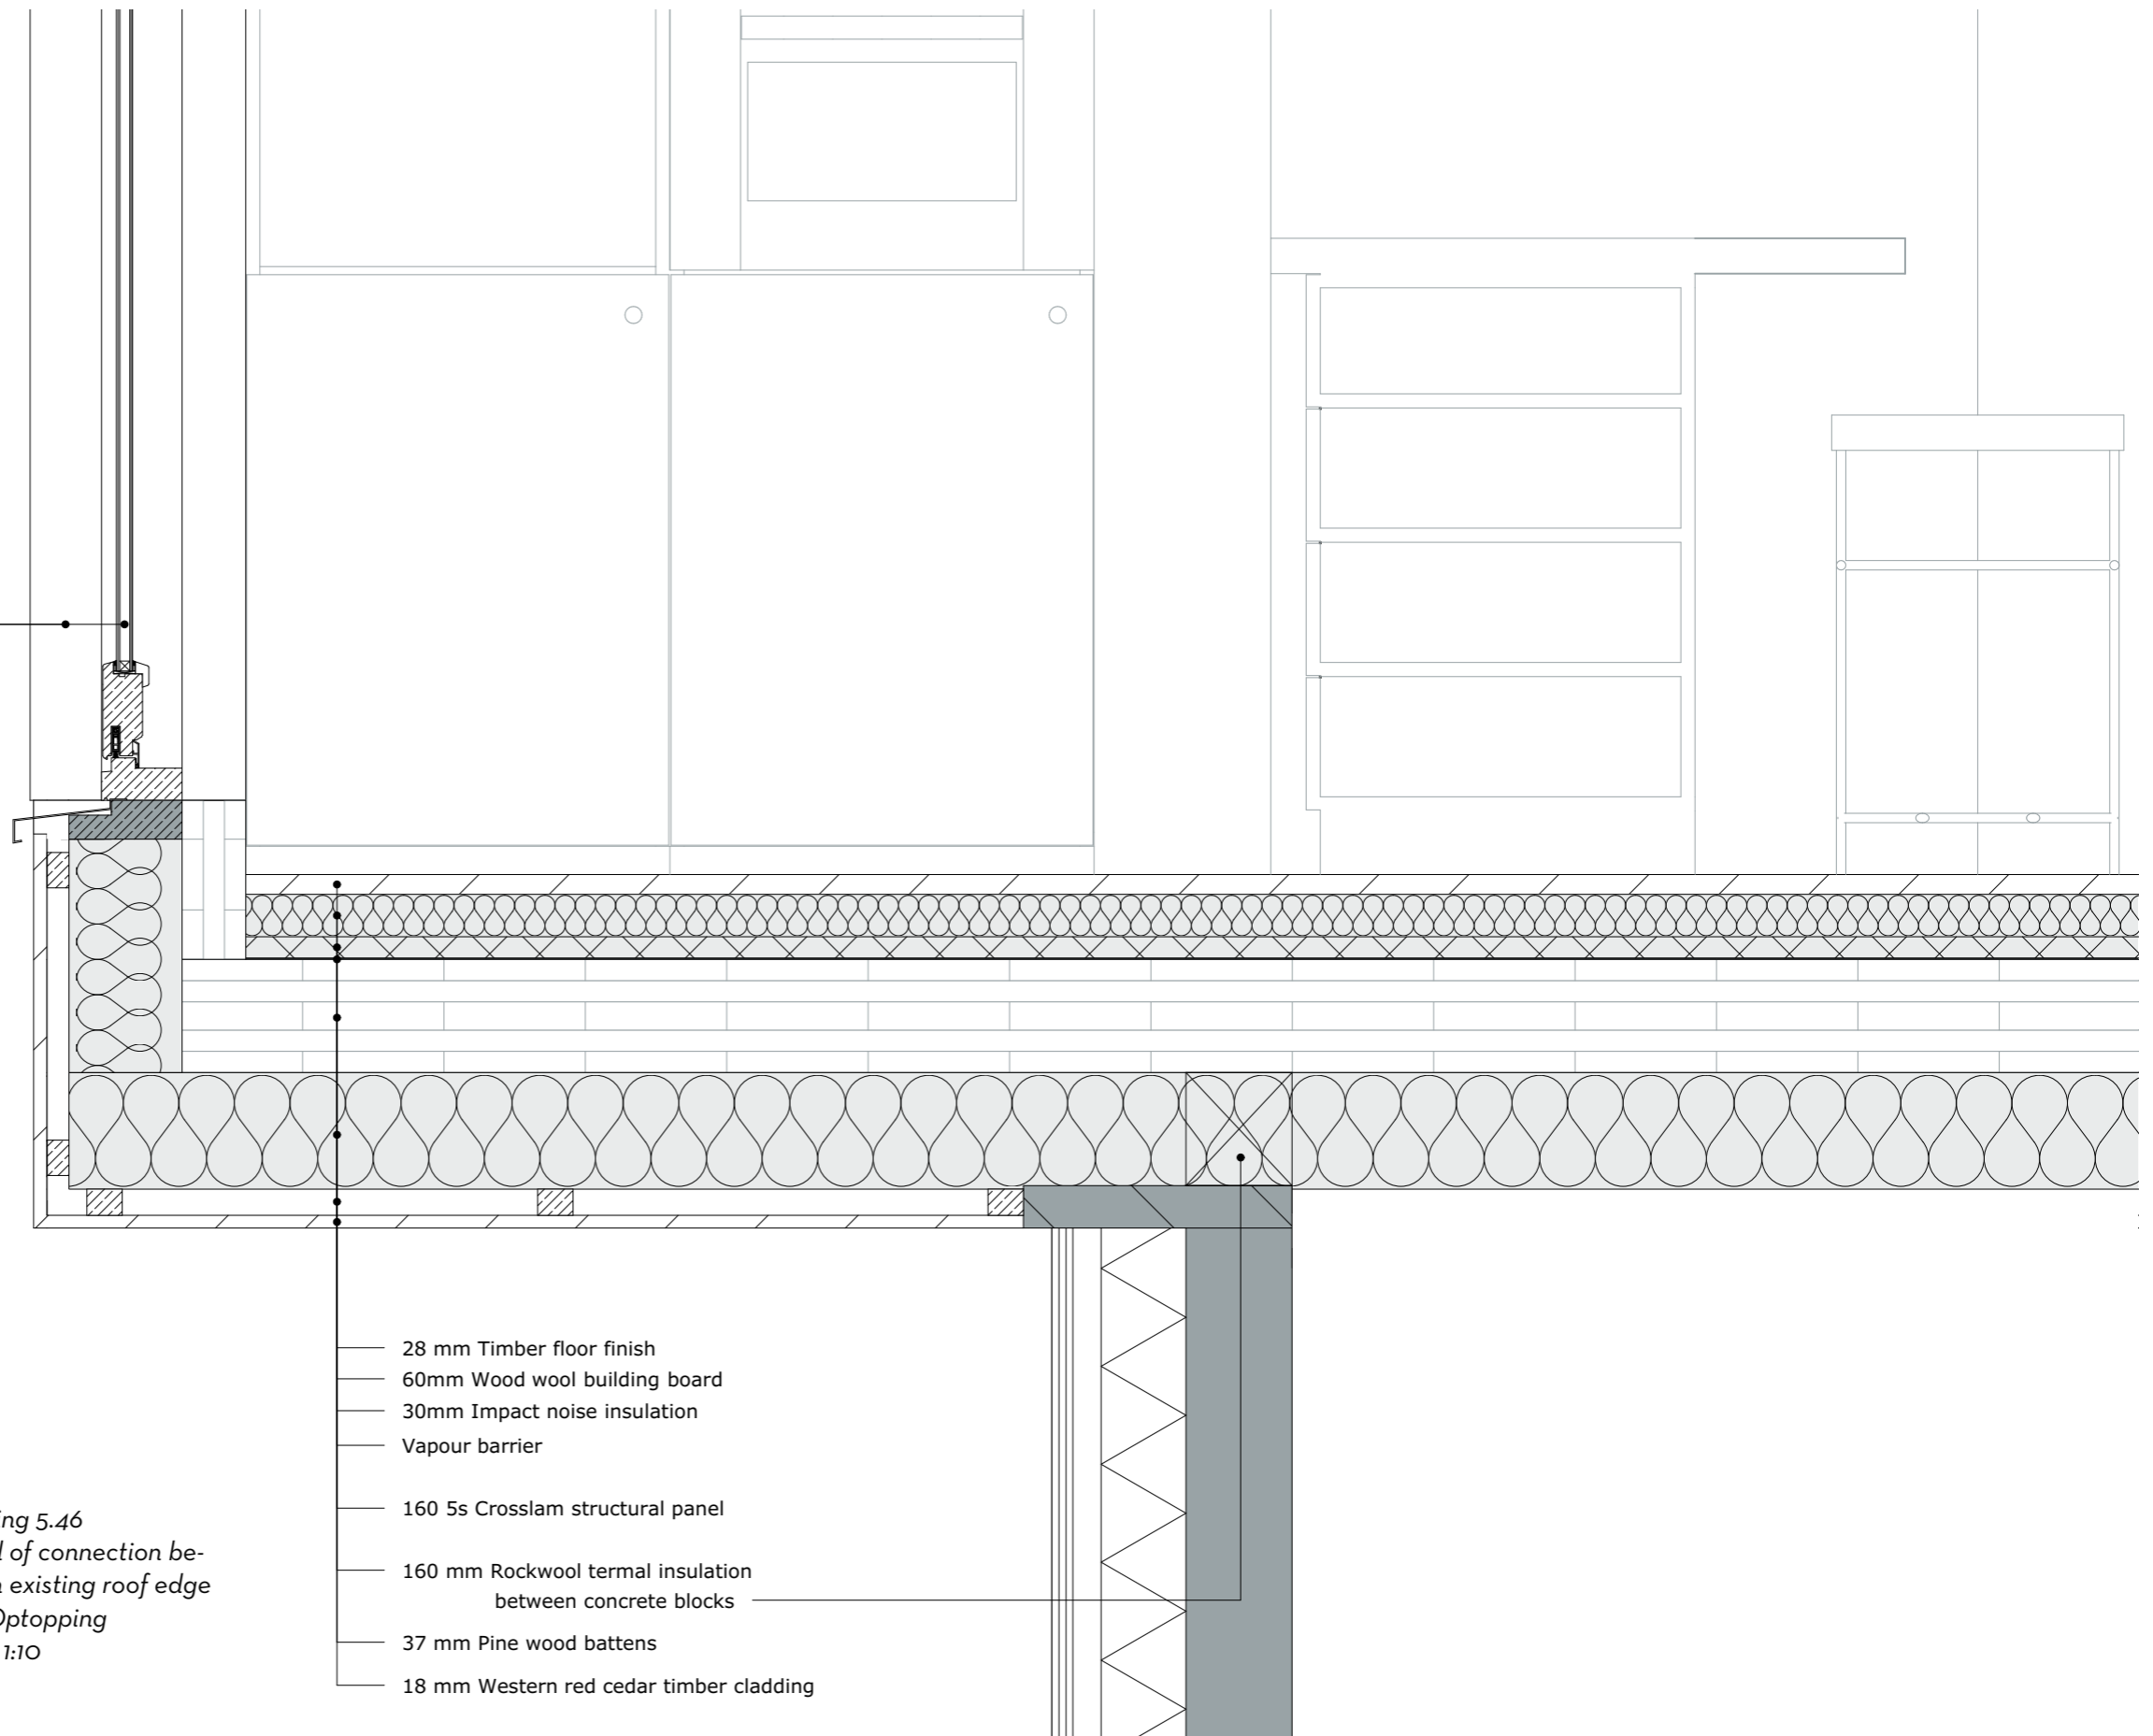 28 mm Timber floor finish
60mm Wood wool building board
30mm Impact noise insulation
Vapour barrier
160 5s Crosslam structural panel
160 mm Rockwool termal insulation
between concrete blocks
37 mm Pine wood battens
18 mm Western red cedar timber cladding
ing 5.46
l of connection be-
existing roof edge
Optopping
1:10